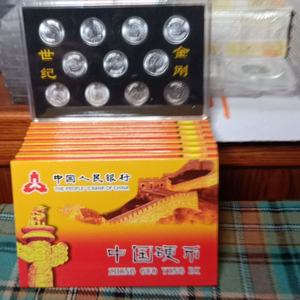 世纪
金刚
中国人民银行
THE PEOPLE'S BANK OF CHINA
中国硬币
ZHONG GUO YING BI